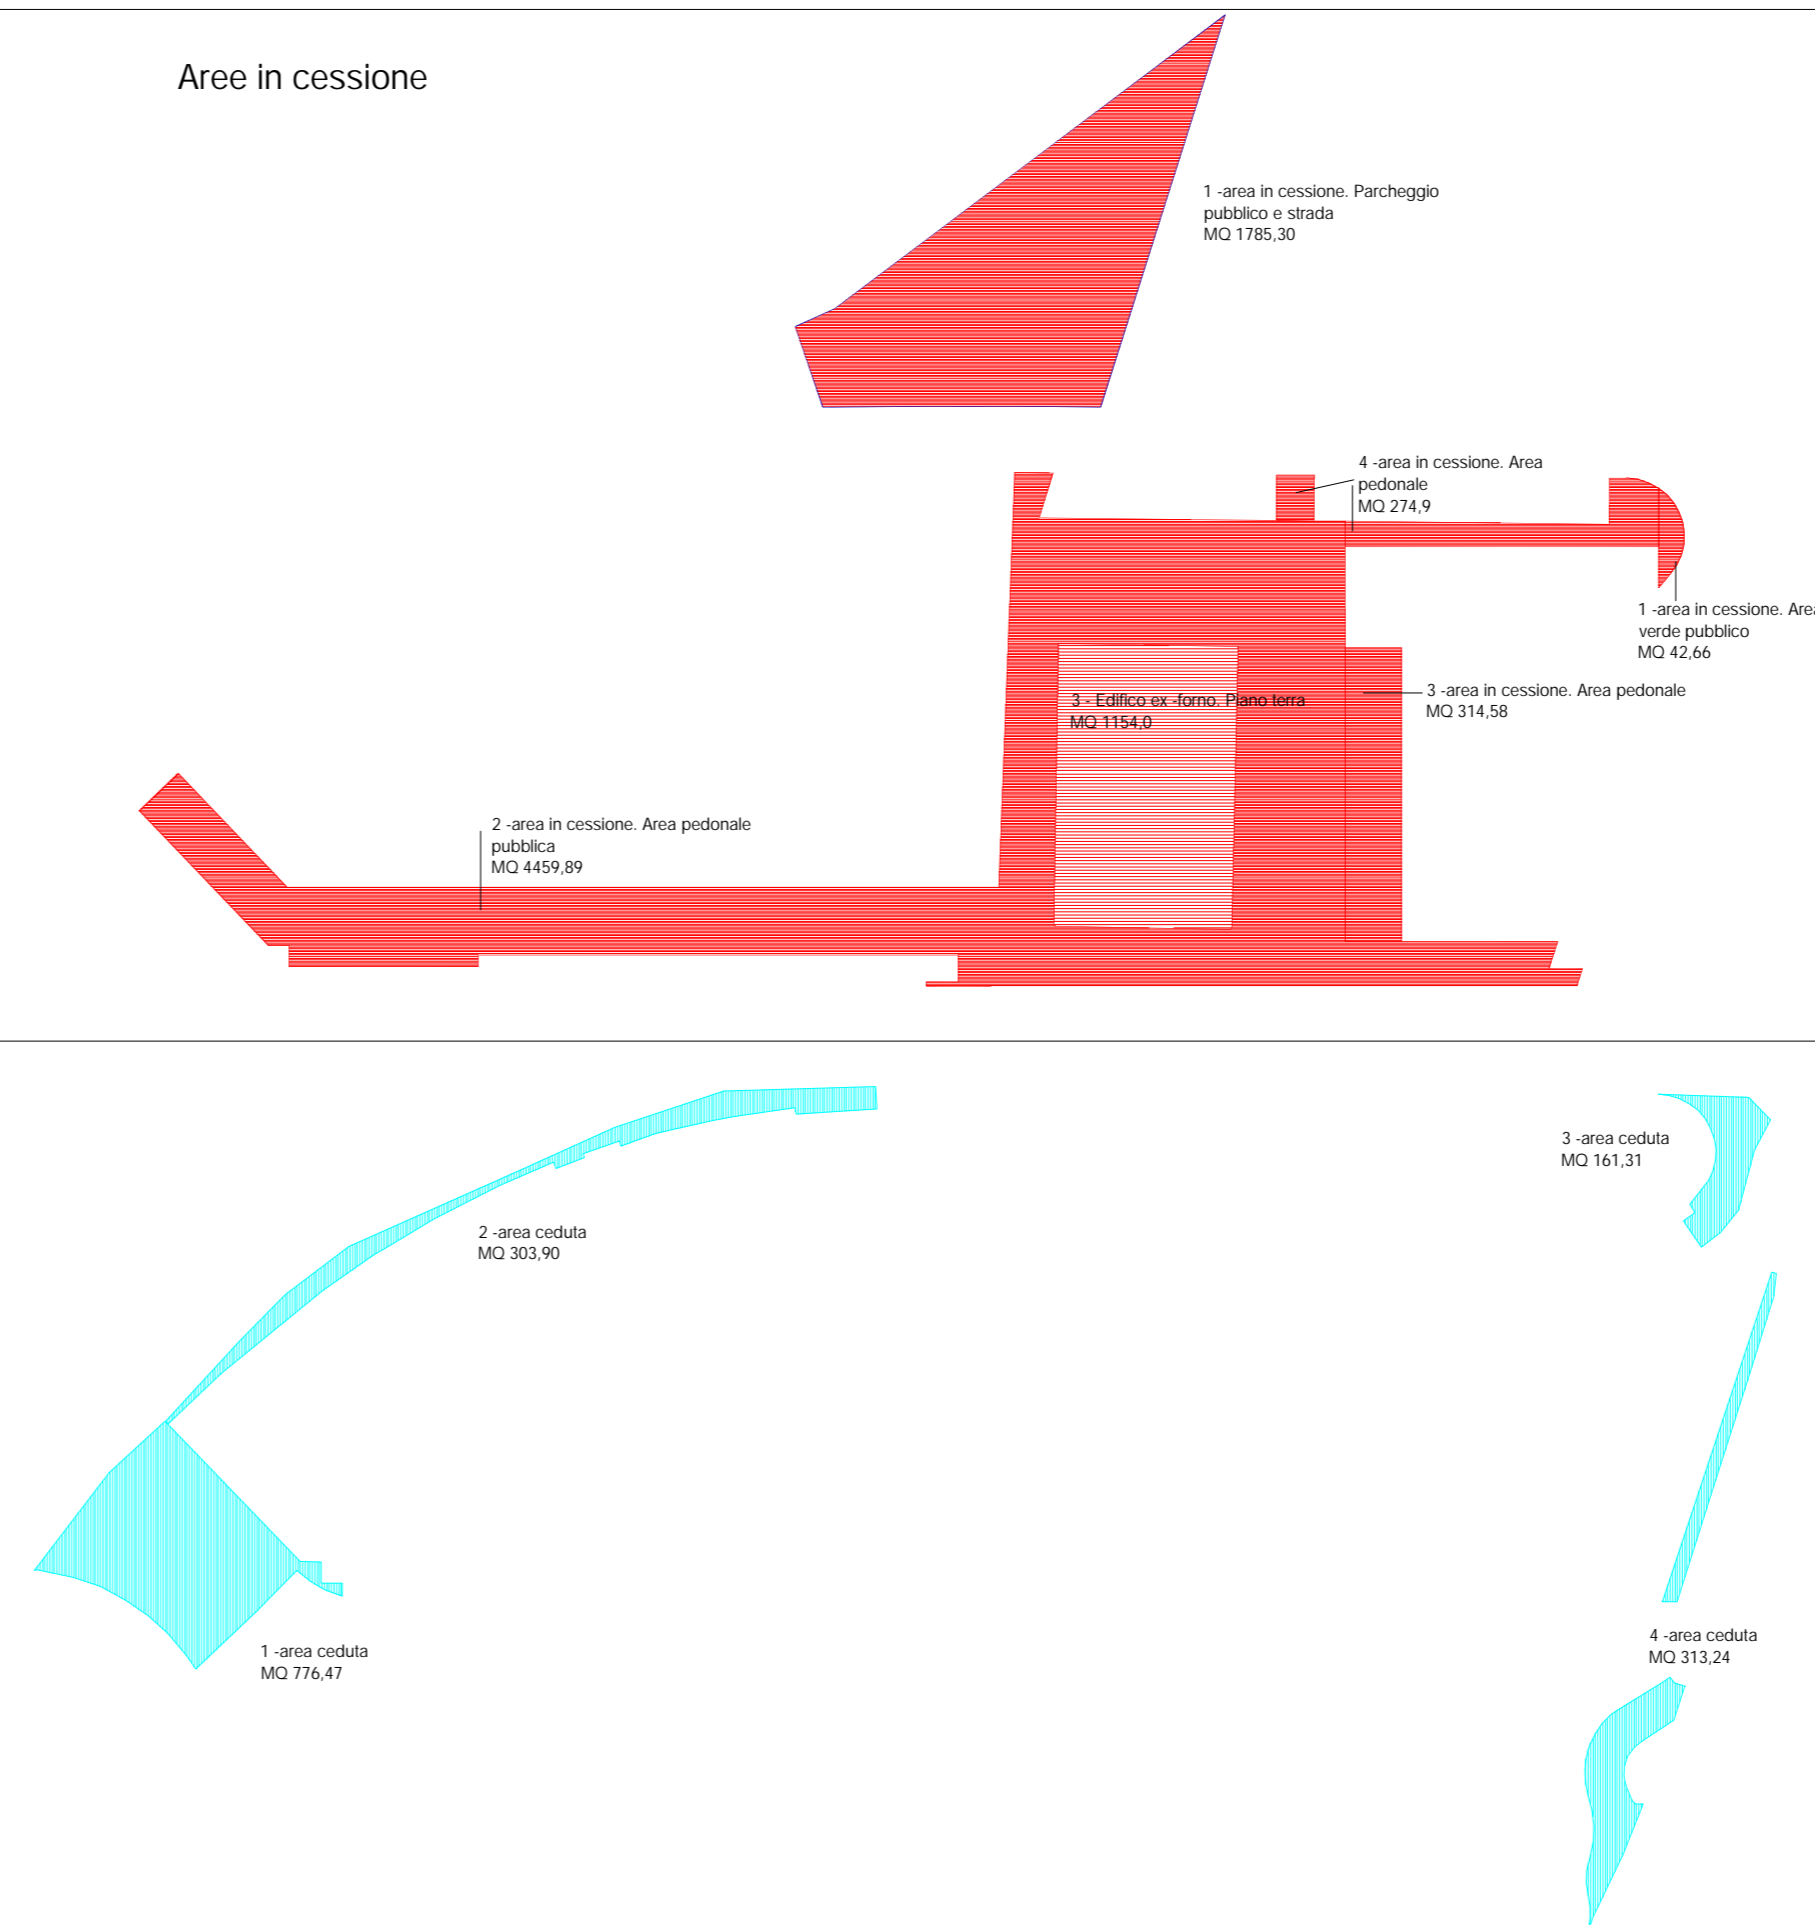 Aree in cessione
1 -area in cessione. Parcheggio
pubblico e strada
MQ 1785,30
4 -area in cessione. Area
pedonale
MQ 274,9
1 -area in cessione. Area
verde pubblico
MQ 42,66
3 -area in cessione. Area pedonale
MQ 314,58
3 - Edifico ex -forno. Piano terra
MQ 1154,0
2 -area in cessione. Area pedonale
pubblica
MQ 4459,89
2 -area ceduta
MQ 303,90
3 -area ceduta
MQ 161,31
1 -area ceduta
MQ 776,47
4 -area ceduta
MQ 313,24